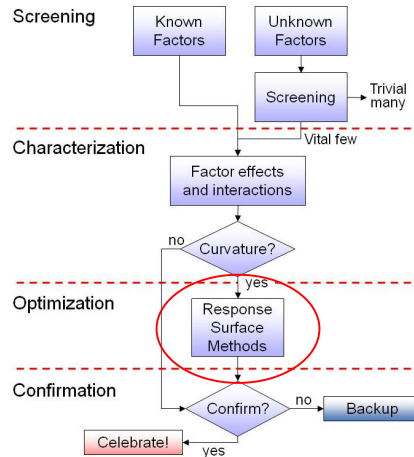 Screening
Known
Factors
Unknown
Factors
Screening
Trivial
many
Vital few
Characterization
Factor effects
and interactions
no
Curvature?
yes
Optimization
Response
Surface
Methods
Confirmation
Confirm?
no
Backup
Celebrate!
yes